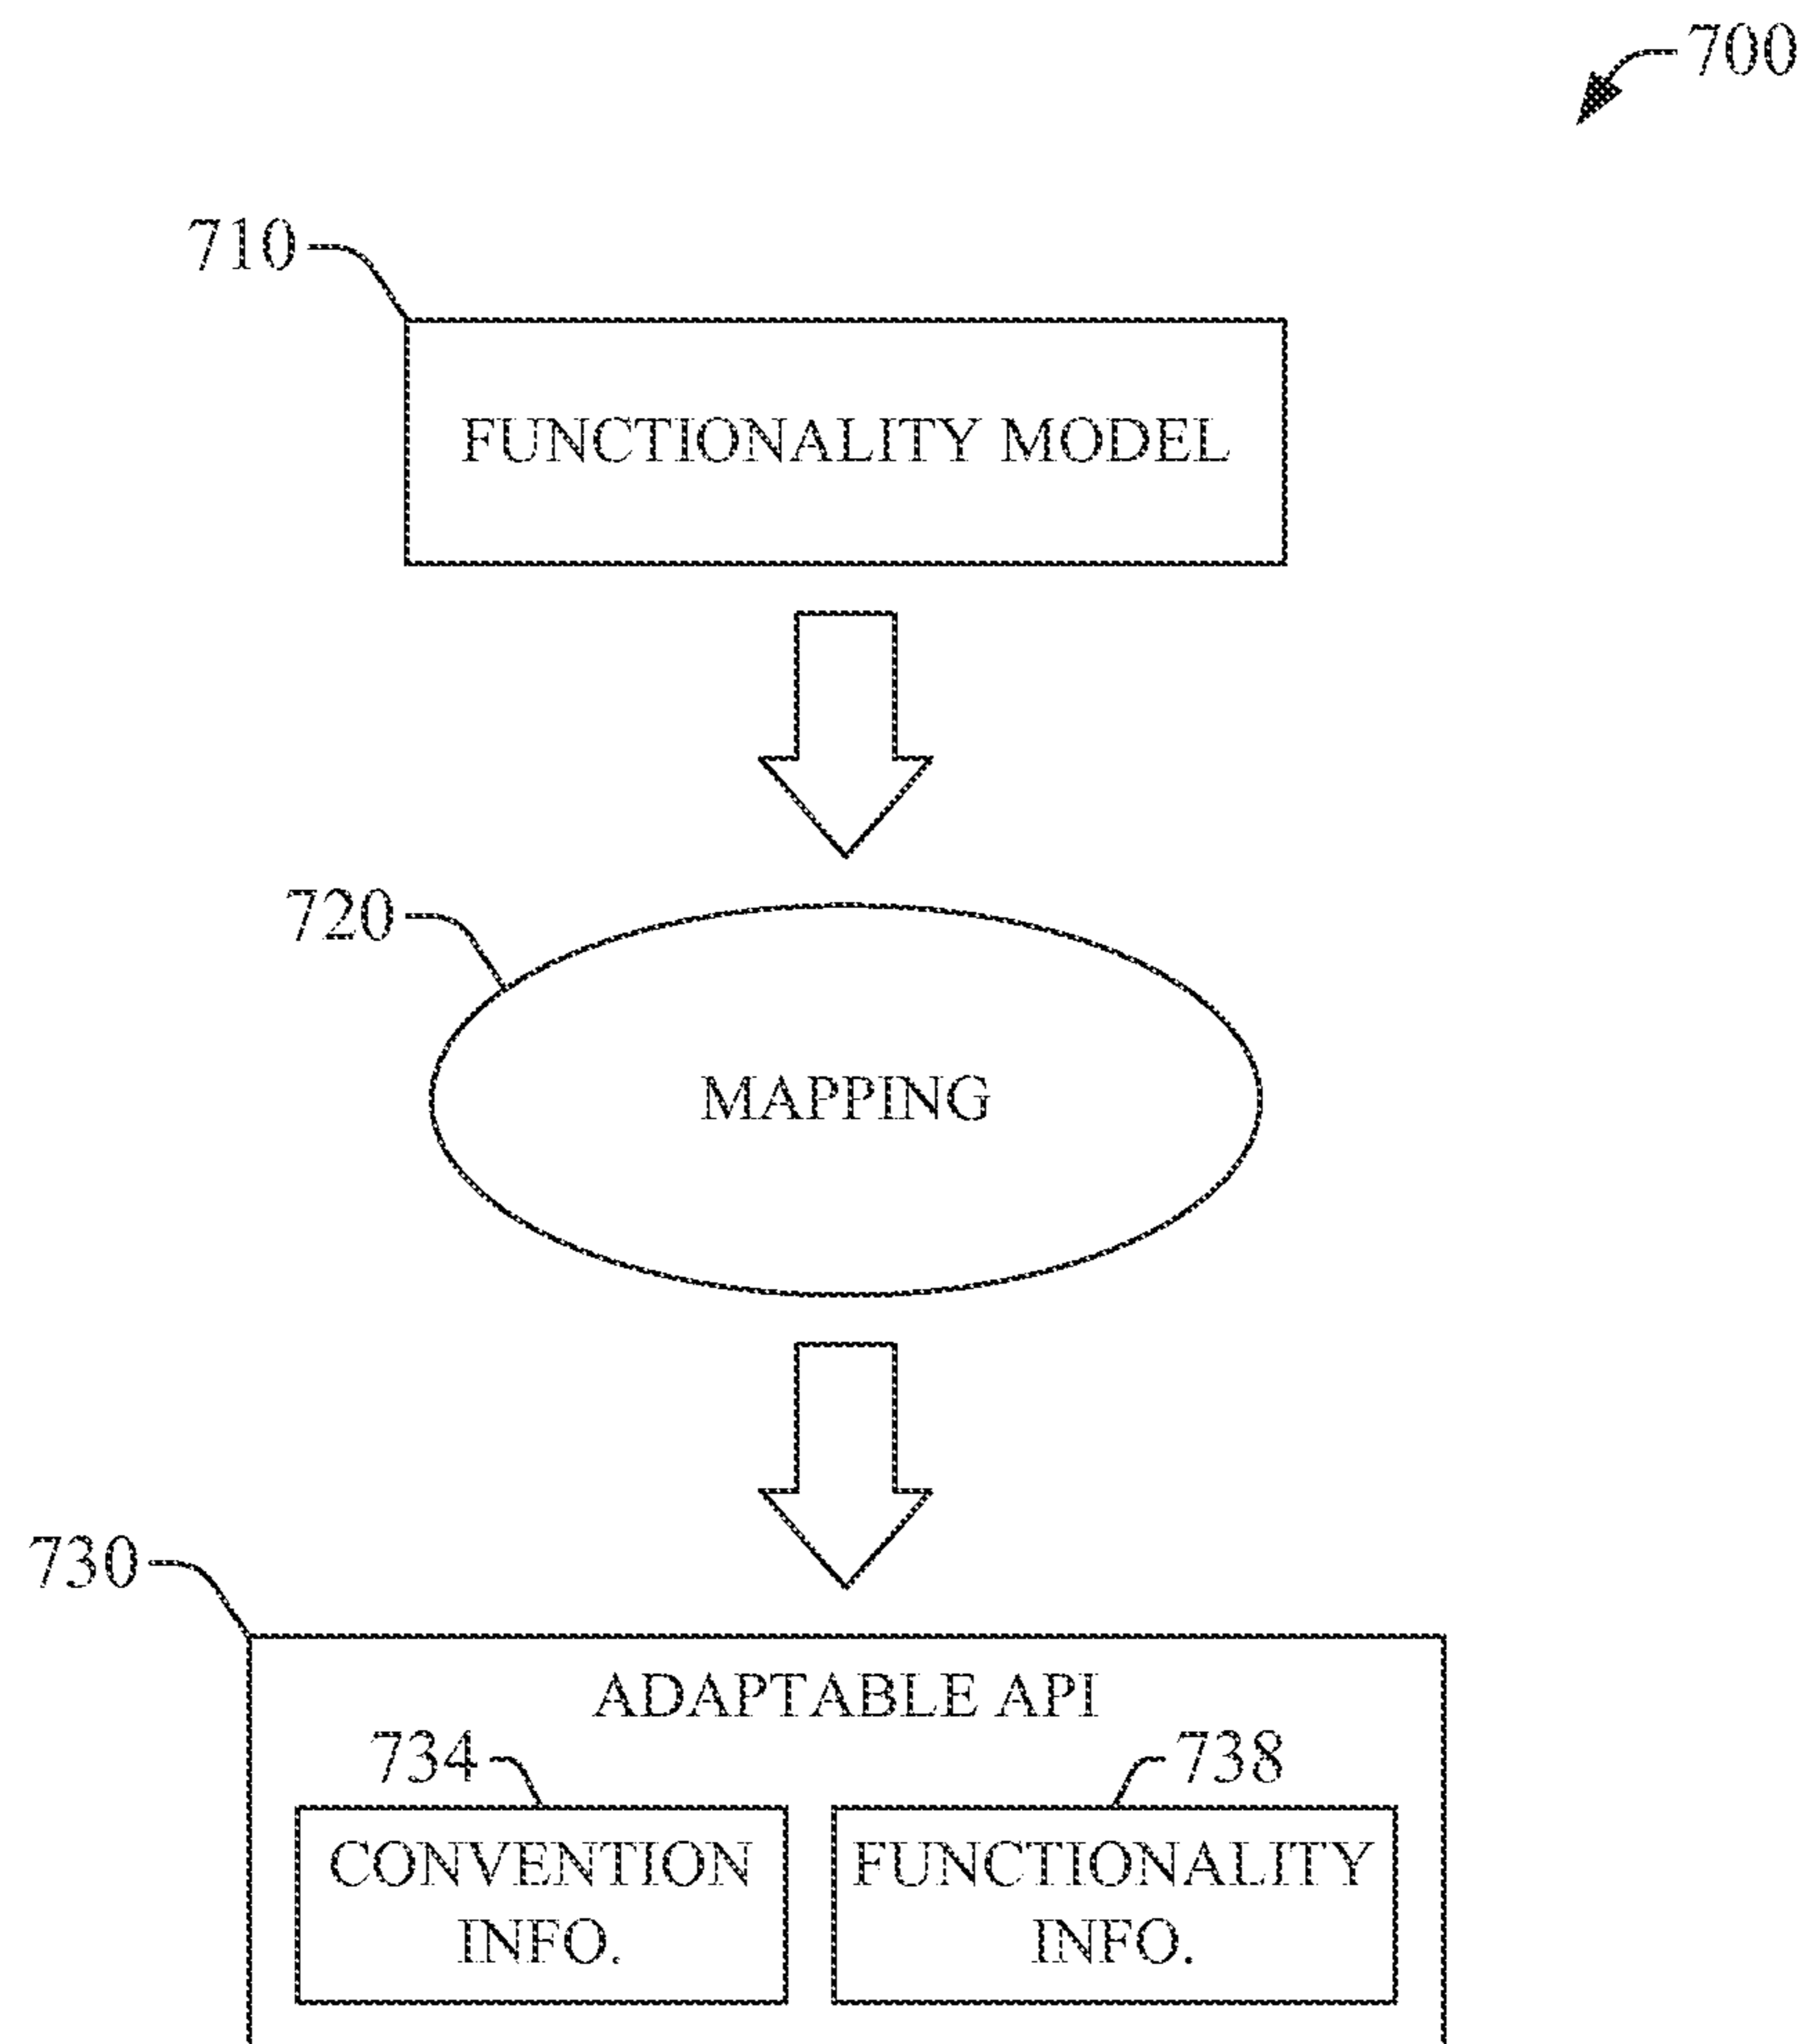 700
710
FUNCTIONALITY MODEL
720
MAPPING
730
ADAPTABLE API
734
738
CONVENTION
INFO.
FUNCTIONALITY
INFO.